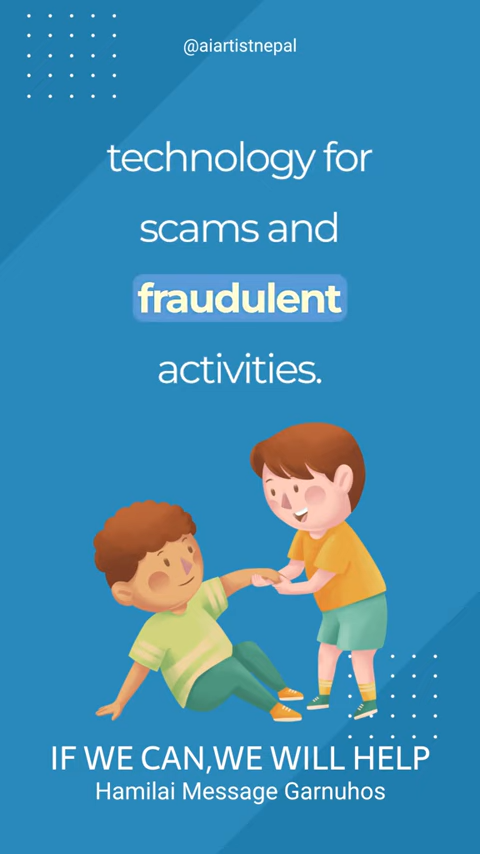 @aiartistnepal
technology for
scams and
fraudulent
activities.
IF WE CAN,WE WILL HELP
Hamilai Message Garnuhos